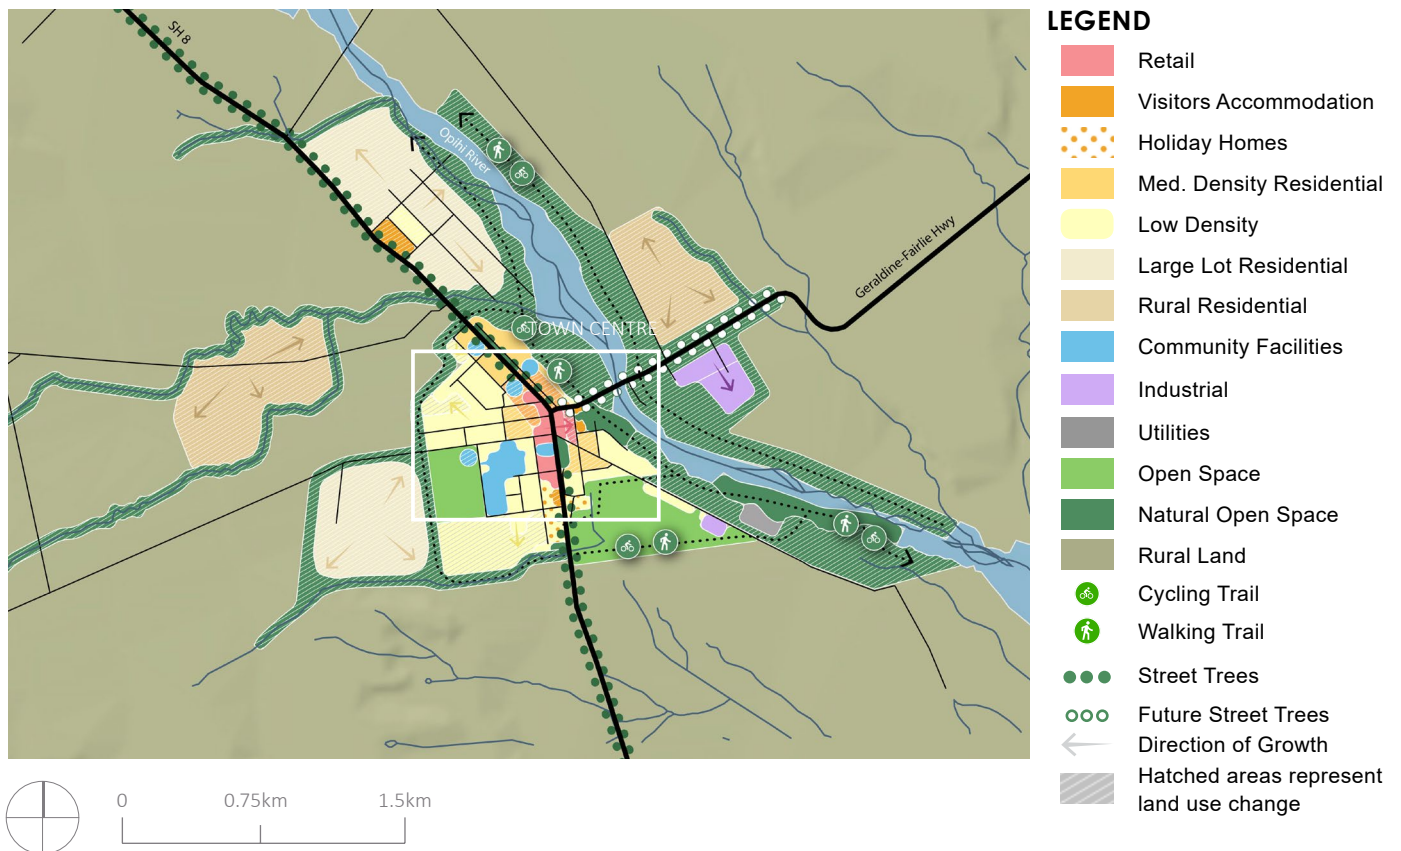 SH 8
Opihi River
TOWN CENTRE
Geraldine-Fairlie Hwy
LEGEND
Retail
Visitors Accommodation
Holiday Homes
Med. Density Residential
Low Density
Large Lot Residential
Rural Residential
Community Facilities
Industrial
Utilities
Open Space
Natural Open Space
Rural Land
Cycling Trail
Walking Trail
Street Trees
Future Street Trees
Direction of Growth
Hatched areas represent
land use change
0 0.75km 1.5km